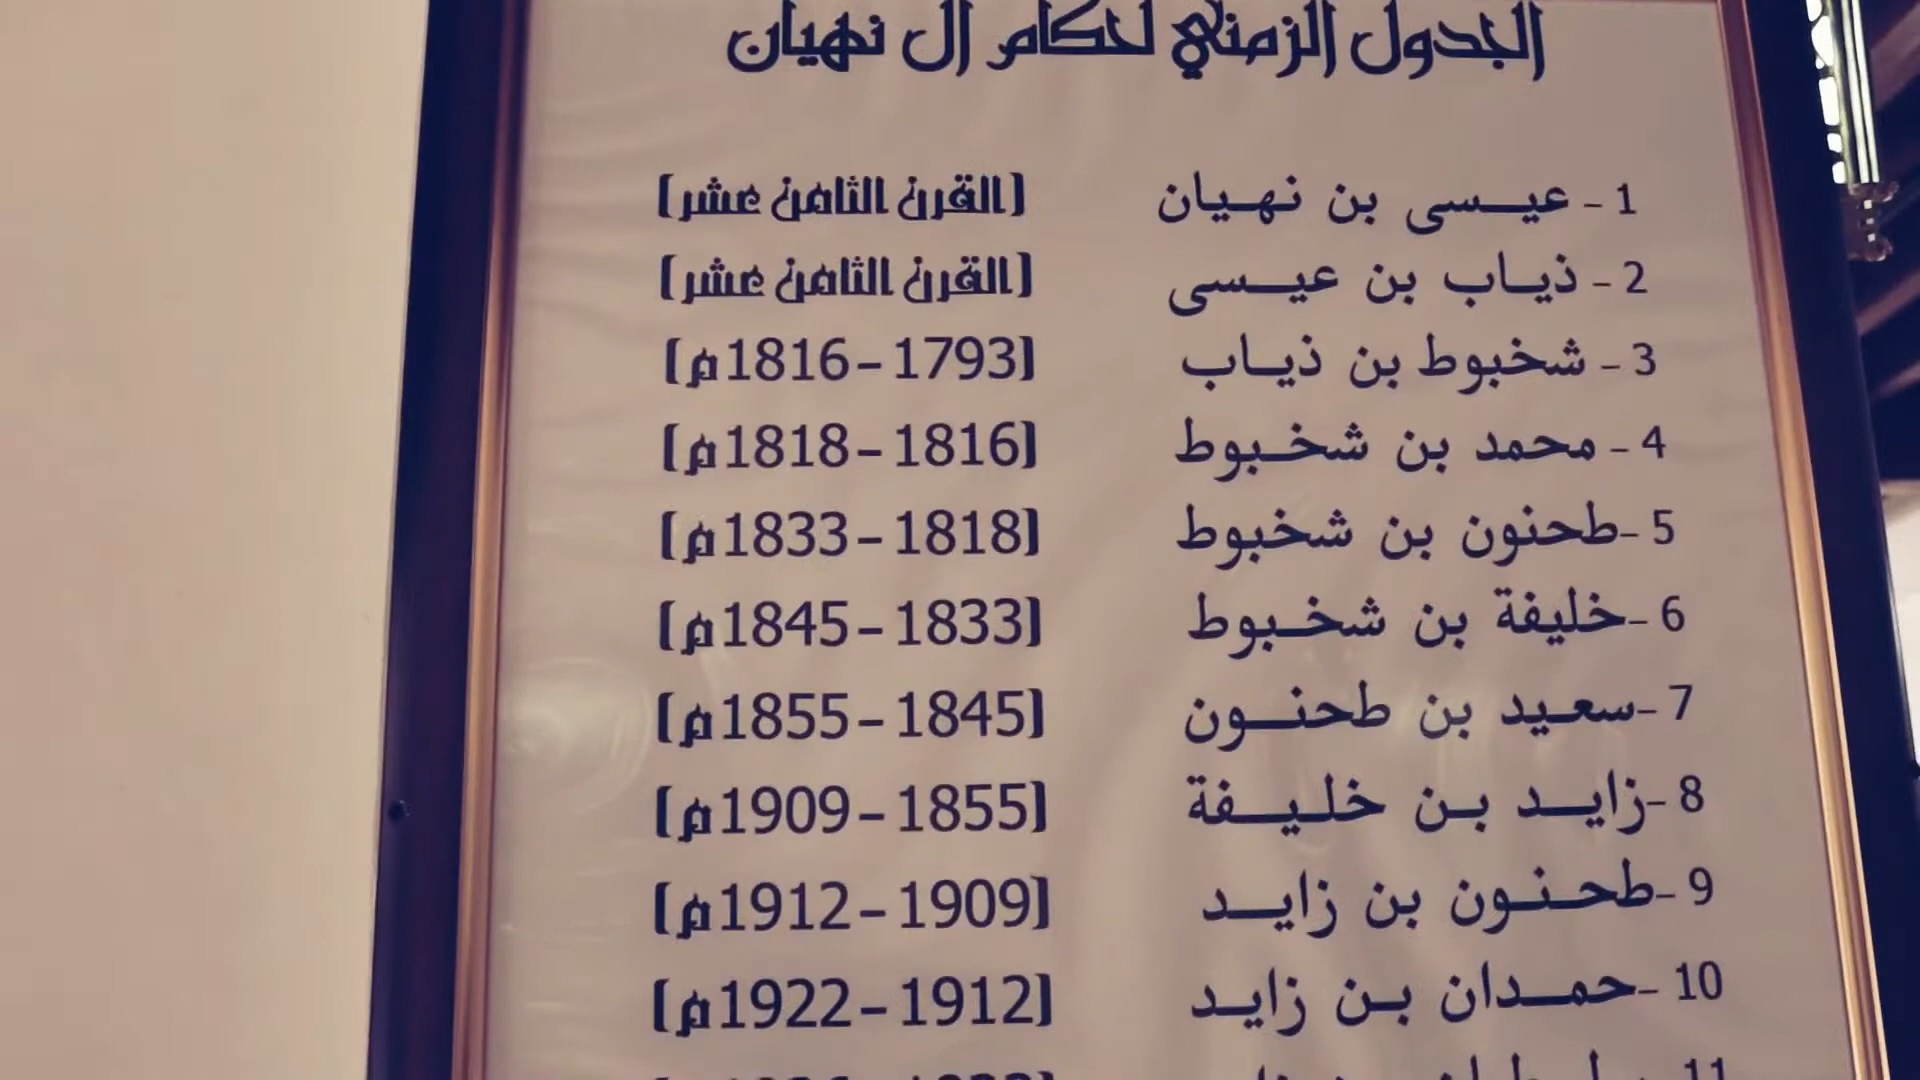 الجدول الزمني لحكام آل نهيان
1 - عيسى بن نهيان (القرن الثامن عشر)
2 - ذياب بن عيسى (القرن الثامن عشر)
3 - شخبوط بن ذياب (1793-1816م)
4 - محمد بن شخبوط (1816-1818م)
5 - طحنون بن شخبوط (1818-1833م)
6 - خليفة بن شخبوط (1833-1845م)
7 - سعيد بن طحنون (1845-1855م)
8 - زايد بن خليفة (1855-1909م)
9 - طحنون بن زايد (1909-1912م)
10 - حمدان بن زايد (1912-1922م)
11